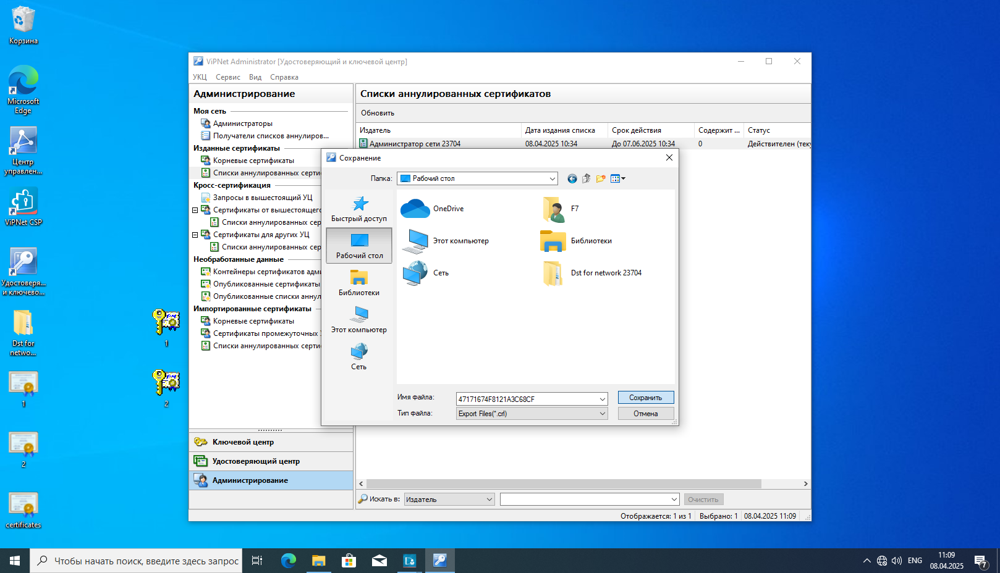 Корзина
Microsoft
Edge
Центр
управлен...
ViPNet CSP
Удостоверя...
и ключево...
Dst for
netwo...
1
2
certificates
1
2
ViPNet Administrator [Удостоверяющий и ключевой центр]
УКЦ Сервис Вид Справка
Администрирование
Моя сеть
Администраторы
Получатели списков аннулиров...
Изданные сертификаты
Корневые сертификаты
Списки аннулированных серти
Кросс-сертификация
Запросы в вышестоящий УЦ
Сертификаты от вышестоящего
Списки аннулированных сер
Сертификаты для других УЦ
Списки аннулированных сер
Необработанные данные
Контейнеры сертификатов адми
Опубликованные сертификаты
Опубликованные списки аннул
Импортированные сертификаты
Корневые сертификаты
Сертификаты промежуточных
Списки аннулированных серти
Ключевой центр
Удостоверяющий центр
Администрирование
Списки аннулированных сертификатов
Обновить
Издатель Дата издания списка Срок действия Содержит ... Статус
Администратор сети 23704 08.04.2025 10:34 До 07.06.2025 10:34 0 Действителен (теку
Сохранение
Папка: Рабочий стол
Быстрый доступ
Рабочий стол
Библиотеки
Этот компьютер
Сеть
OneDrive
F7
Этот компьютер
Библиотеки
Сеть
Dst for network 23704
Имя файла: 47171674F8121A3C68CF Сохранить
Тип файла: Export Files(*.crl) Отмена
Искать в: Издатель Очистить
Отображается: 1 из 1 Выбрано: 1 08.04.2025 11:09
Чтобы начать поиск, введите здесь запрос
ENG
11:09
08.04.2025
7